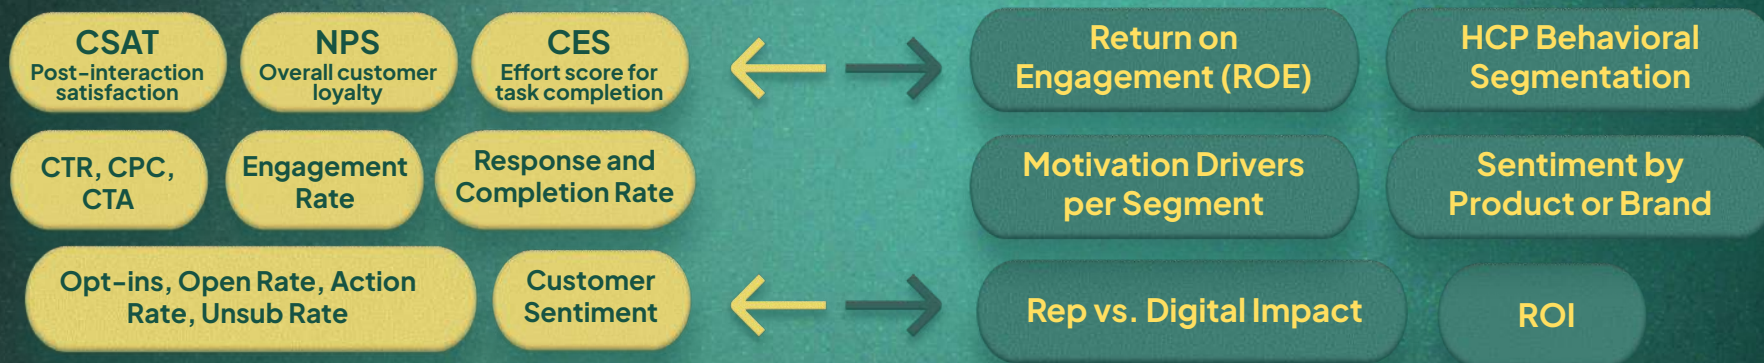 CSAT
Post-interaction
satisfaction
NPS
Overall customer
loyalty
CES
Effort score for
task completion
Return on
Engagement (ROE)
HCP Behavioral
Segmentation
CTR, CPC,
CTA
Engagement
Rate
Response and
Completion Rate
Motivation Drivers
per Segment
Sentiment by
Product or Brand
Opt-ins, Open Rate, Action
Rate, Unsub Rate
Customer
Sentiment
Rep vs. Digital Impact
ROI